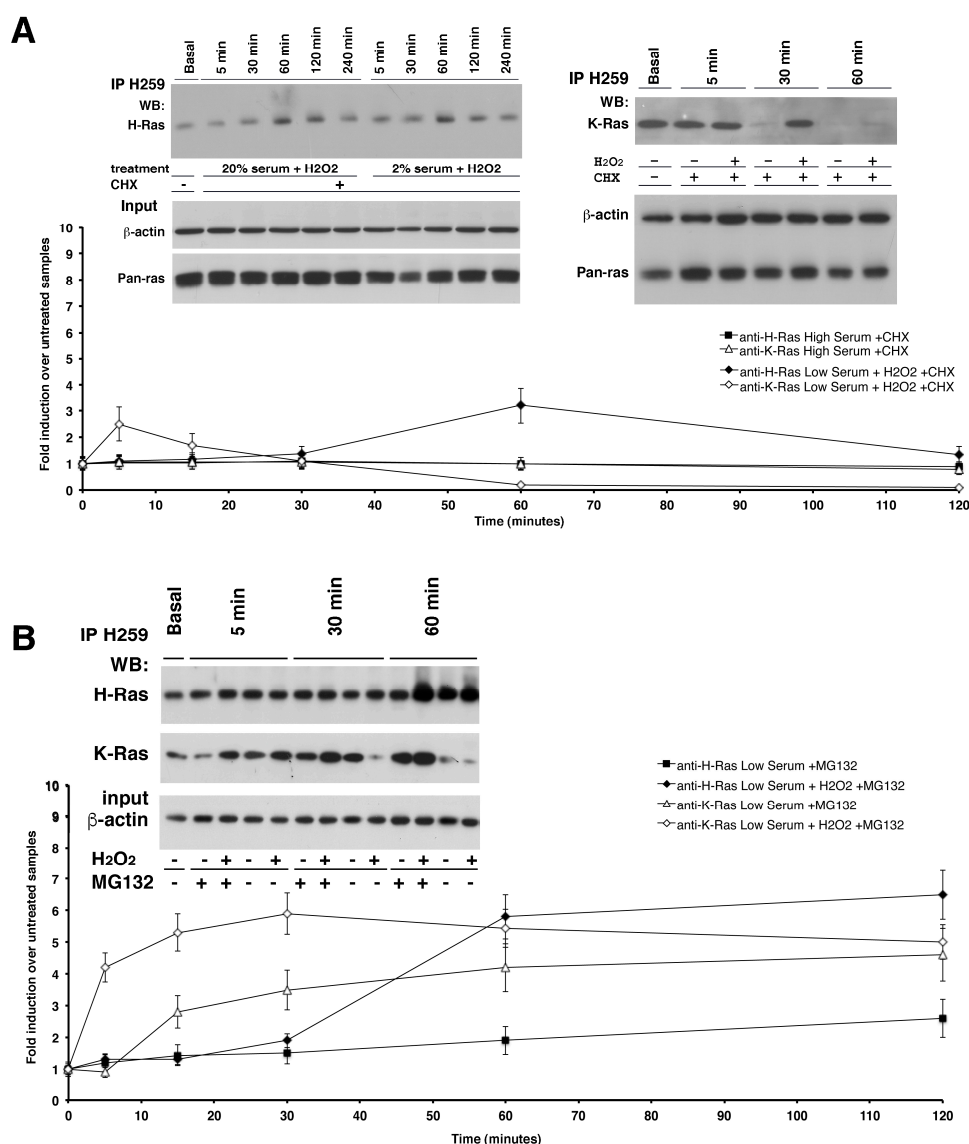 A
Basal 5 min 30 min 60 min 120 min 240 min 5 min 30 min 60 min 120 min 240 min
IP H259
WB:
H-Ras
treatment 20% serum + H2O2 2% serum + H2O2
CHX - +
Input
β-actin
Pan-ras
Basal 5 min 30 min 60 min
IP H259
WB:
K-Ras
H2O2 - - + - + - +
CHX - + + + + + +
β-actin
Pan-ras
anti-H-Ras High Serum +CHX
anti-K-Ras High Serum +CHX
anti-H-Ras Low Serum + H2O2 +CHX
anti-K-Ras Low Serum + H2O2 +CHX
Fold induction over untreated samples
10
9
8
7
6
5
4
3
2
1
0
0 10 20 30 40 50 60 70 80 90 100 110 120
Time (minutes)
B
Basal 5 min 30 min 60 min
IP H259
WB:
H-Ras
K-Ras
input
β-actin
H2O2 - - + - + - + - + - + - +
MG132 - + + - - + + - - + + - -
anti-H-Ras Low Serum +MG132
anti-H-Ras Low Serum + H2O2 +MG132
anti-K-Ras Low Serum +MG132
anti-K-Ras Low Serum + H2O2 +MG132
Fold induction over untreated samples
10
9
8
7
6
5
4
3
2
1
0
0 10 20 30 40 50 60 70 80 90 100 110 120
Time (minutes)